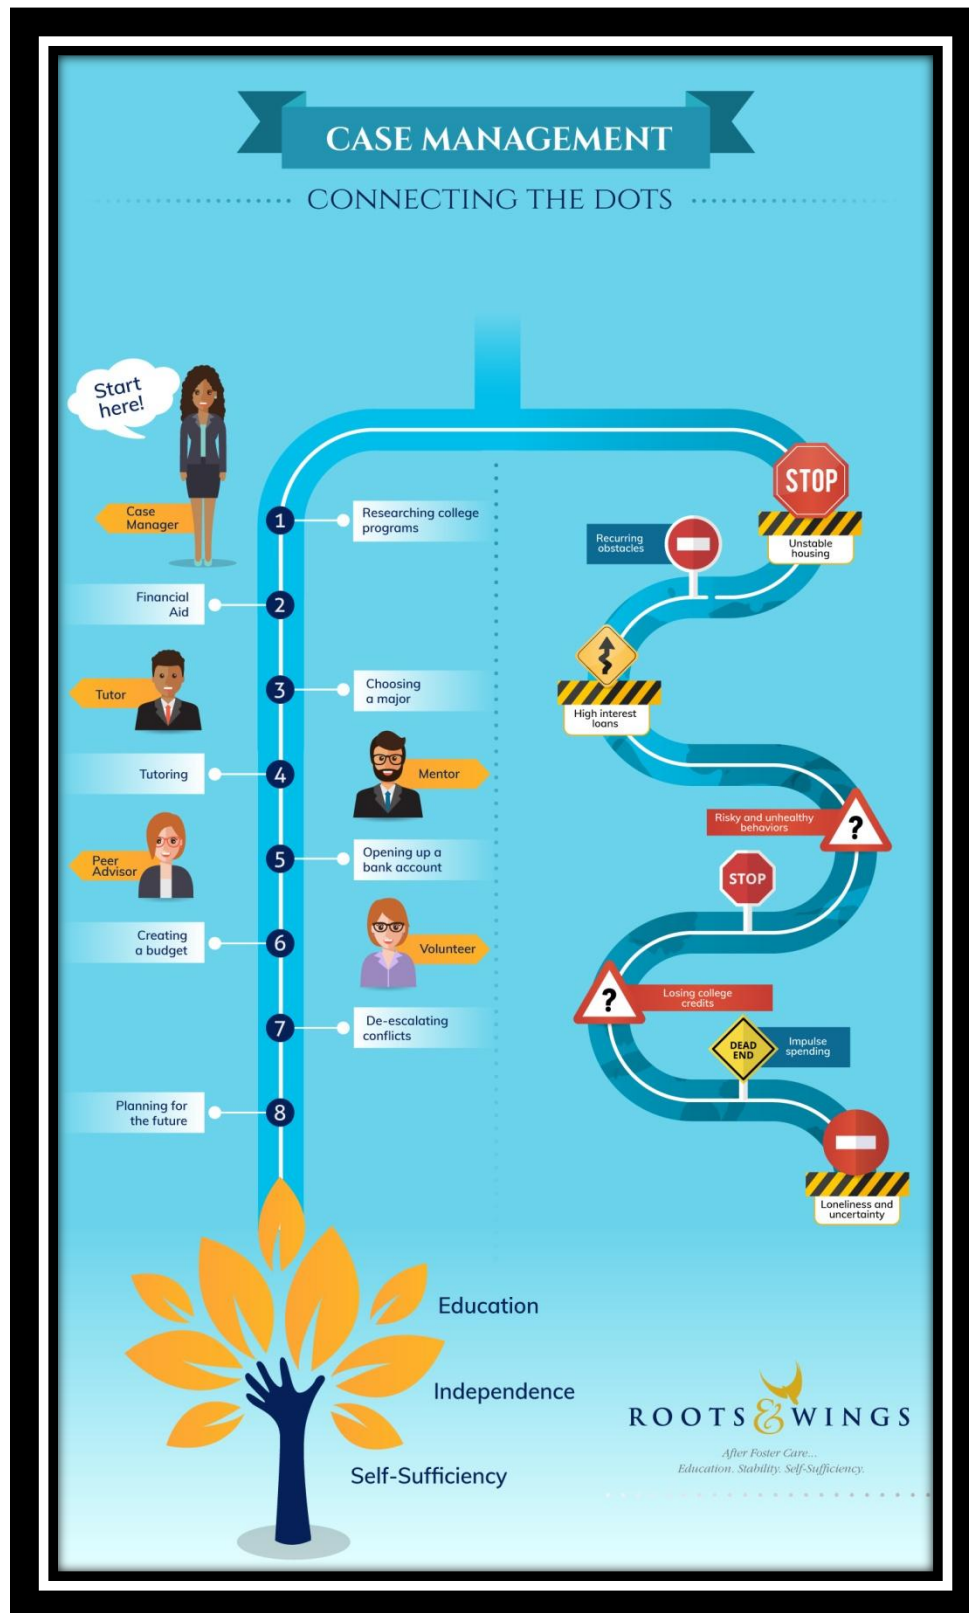 CASE MANAGEMENT
CONNECTING THE DOTS
Start
here!
Case
Manager
1
Researching college
programs
Financial
Aid
2
Tutor
3
Choosing
a major
Tutoring
4
Mentor
Peer
Advisor
5
Opening up a
bank account
Creating
a budget
6
Volunteer
7
De-escalating
conflicts
Planning for
the future
8
STOP
Unstable
housing
Recurring
obstacles
High interest
loans
Risky and unhealthy
behaviors
?
STOP
?
Losing college
credits
DEAD
END
Impulse
spending
Loneliness and
uncertainty
Education
Independence
Self-Sufficiency
ROOTS & WINGS
After Foster Care...
Education. Stability. Self-Sufficiency.